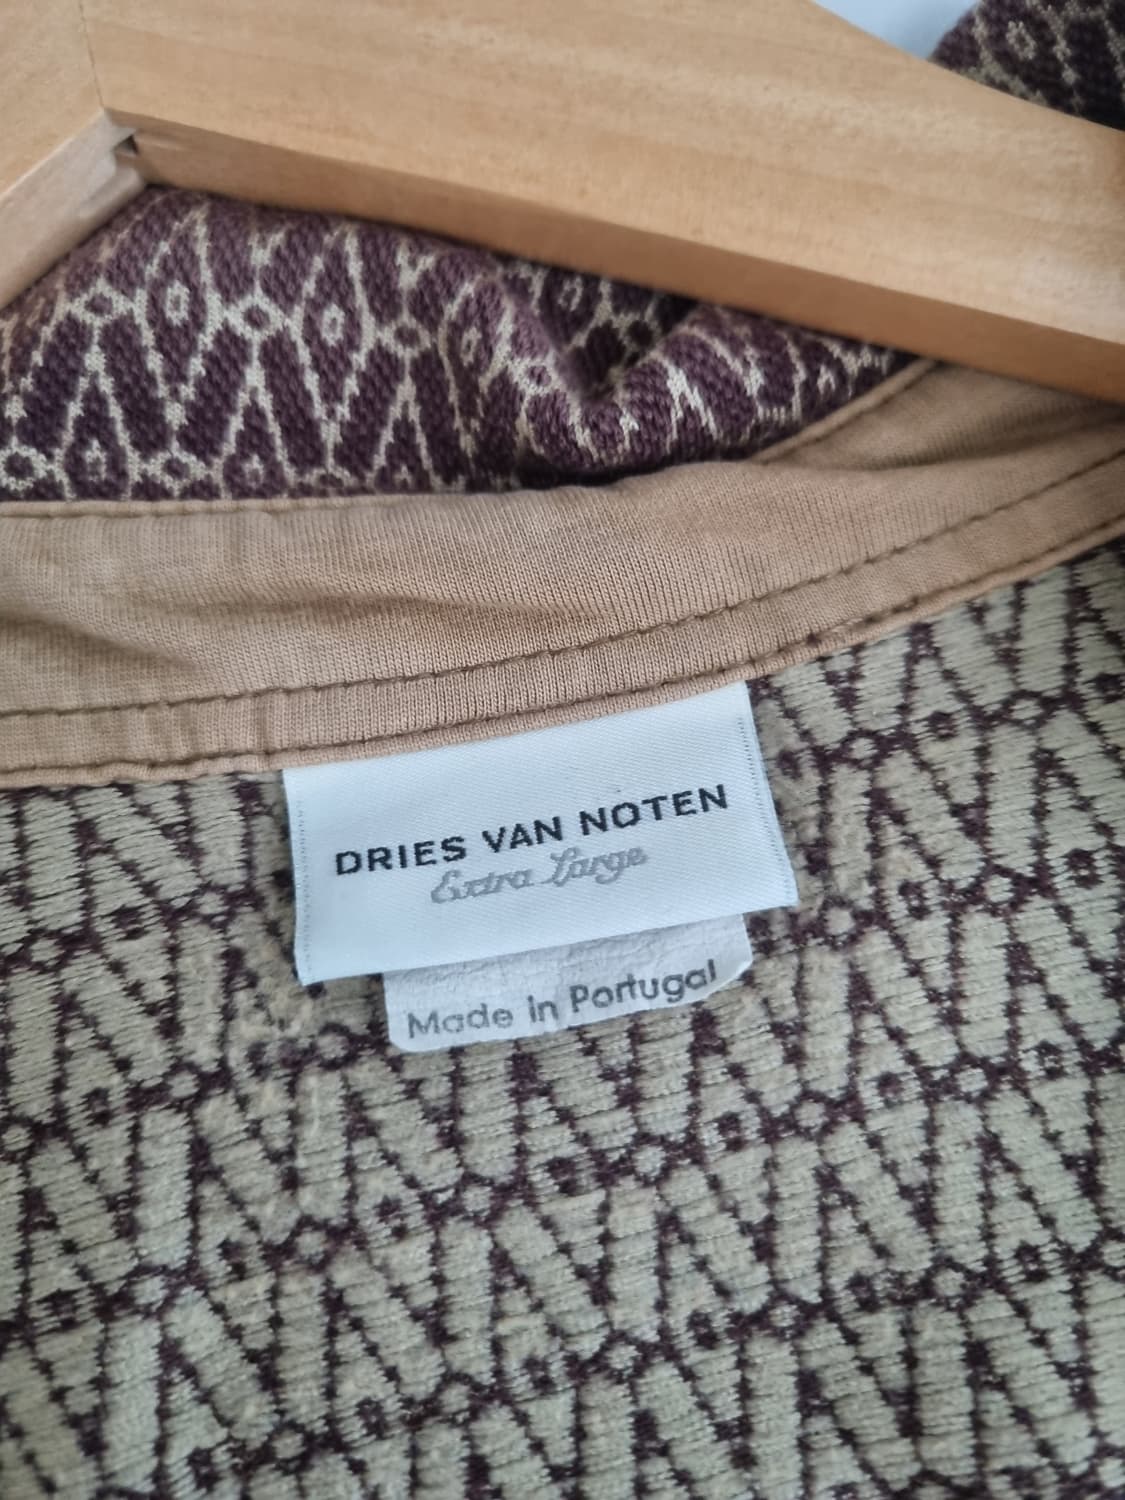 DRIES VAN NOTEN
Extra Large
Made in Portugal